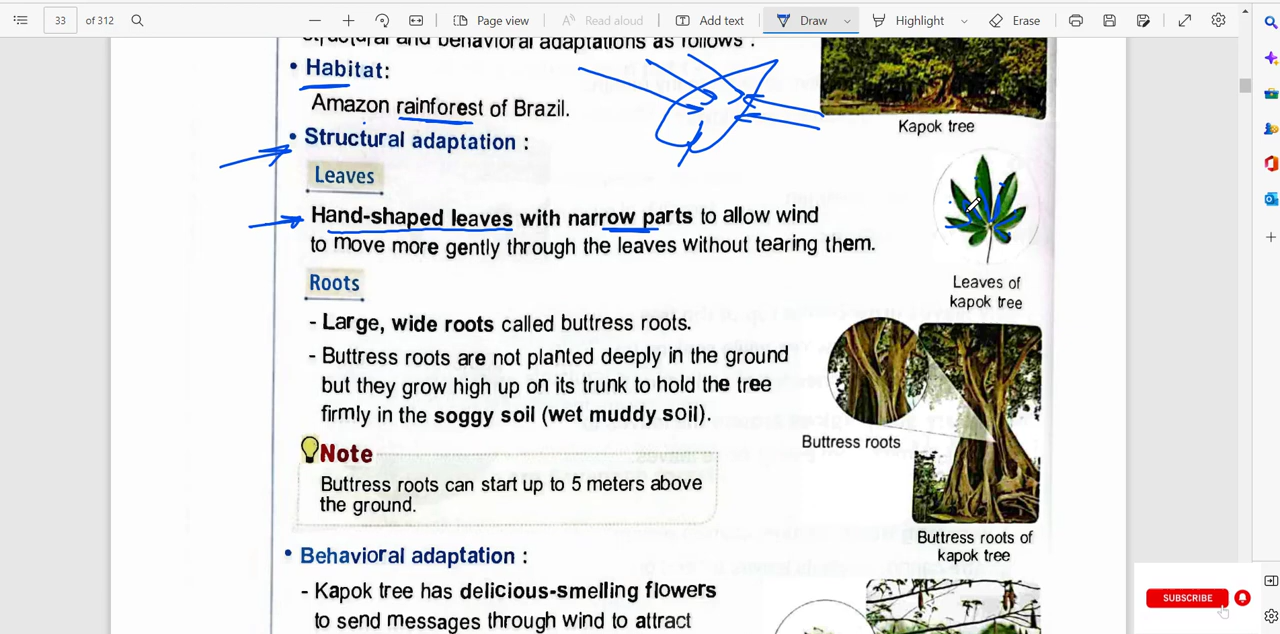 33
of 312
Page view
Read aloud
Add text
Draw
Highlight
Erase
structural and behavioral adaptations as follows :
• Habitat:
Amazon rainforest of Brazil.
Kapok tree
• Structural adaptation :
Leaves
Hand-shaped leaves with narrow parts to allow wind
to move more gently through the leaves without tearing them.
Leaves of
kapok tree
Roots
- Large, wide roots called buttress roots.
- Buttress roots are not planted deeply in the ground
but they grow high up on its trunk to hold the tree
firmly in the soggy soil (wet muddy soil).
Buttress roots
Note
Buttress roots can start up to 5 meters above
the ground.
Buttress roots of
kapok tree
• Behavioral adaptation :
- Kapok tree has delicious-smelling flowers
to send messages through wind to attract
SUBSCRIBE